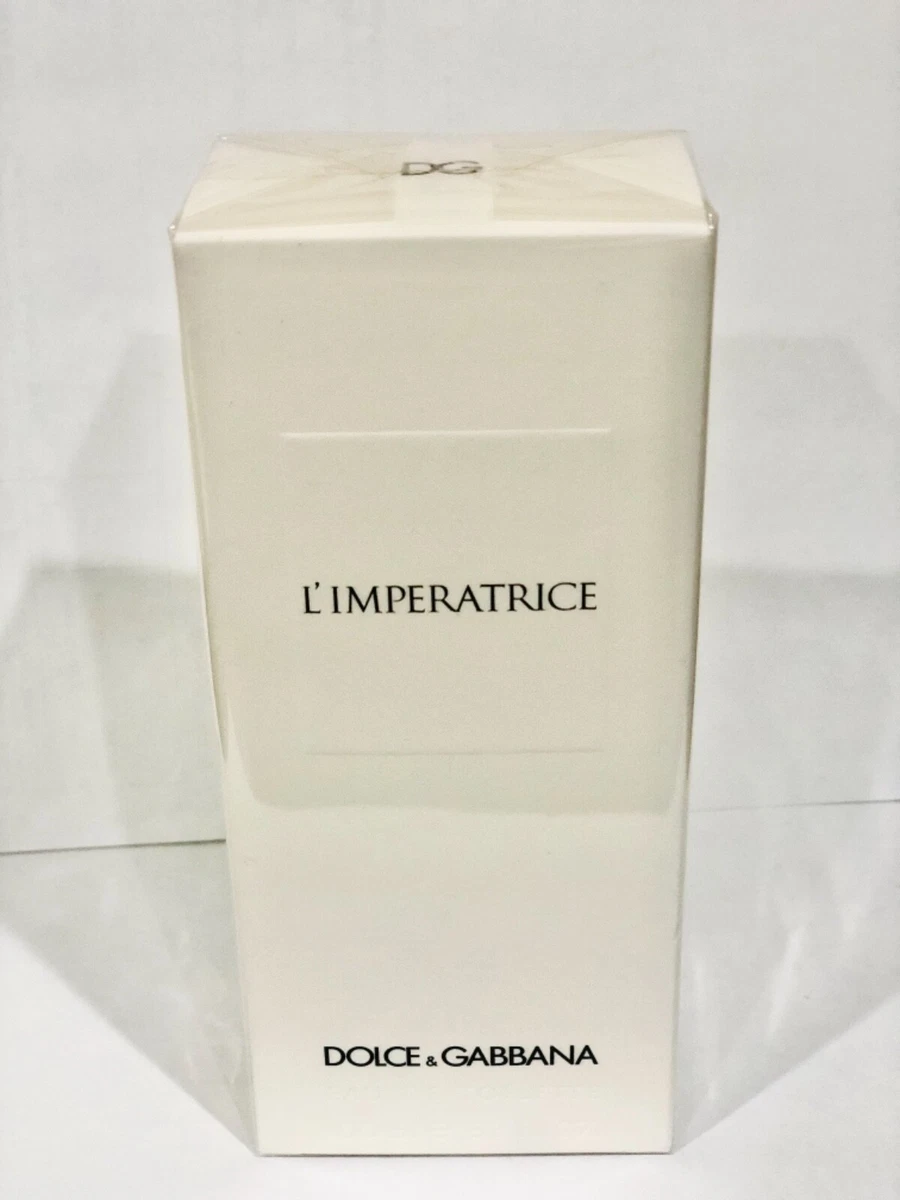 DG
L'IMPERATRICE
DOLCE & GABBANA